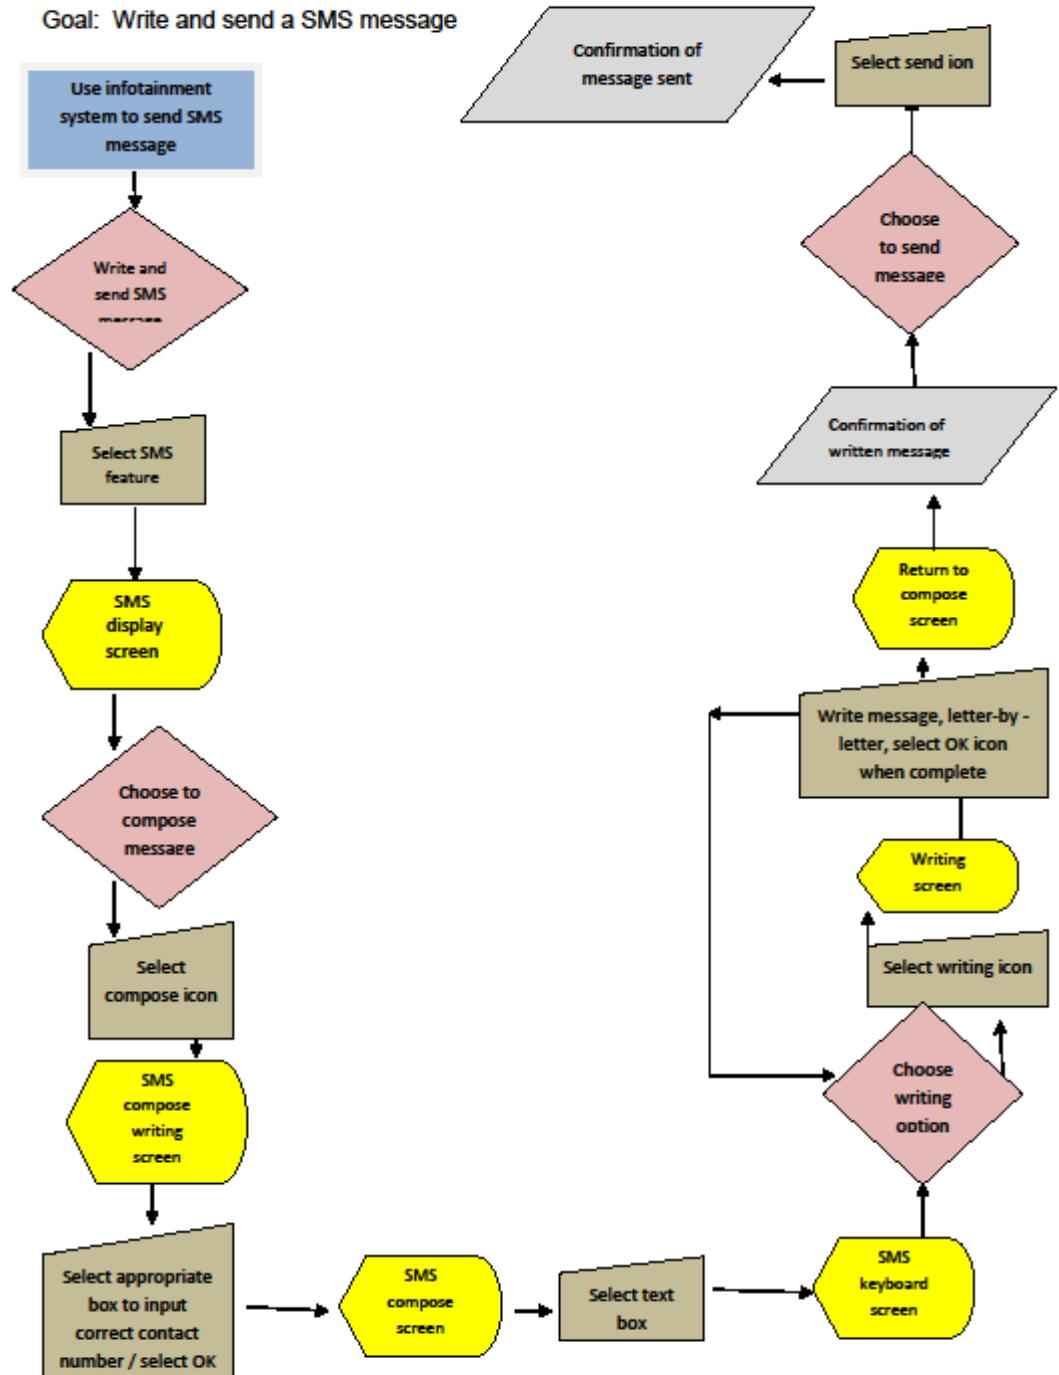 Goal: Write and send a SMS message
Use infotainment
system to send SMS
message
Write and
send SMS
message
Select SMS
feature
SMS
display
screen
Choose to
compose
message
Select
compose icon
SMS
compose
writing
screen
Select appropriate
box to input
correct contact
number / select OK
SMS
compose
screen
Select text
box
SMS
keyboard
screen
Choose
writing
option
Select writing icon
Writing
screen
Write message, letter-by -
letter, select OK icon
when complete
Return to
compose
screen
Confirmation of
written message
Choose
to send
message
Select send ion
Confirmation of
message sent